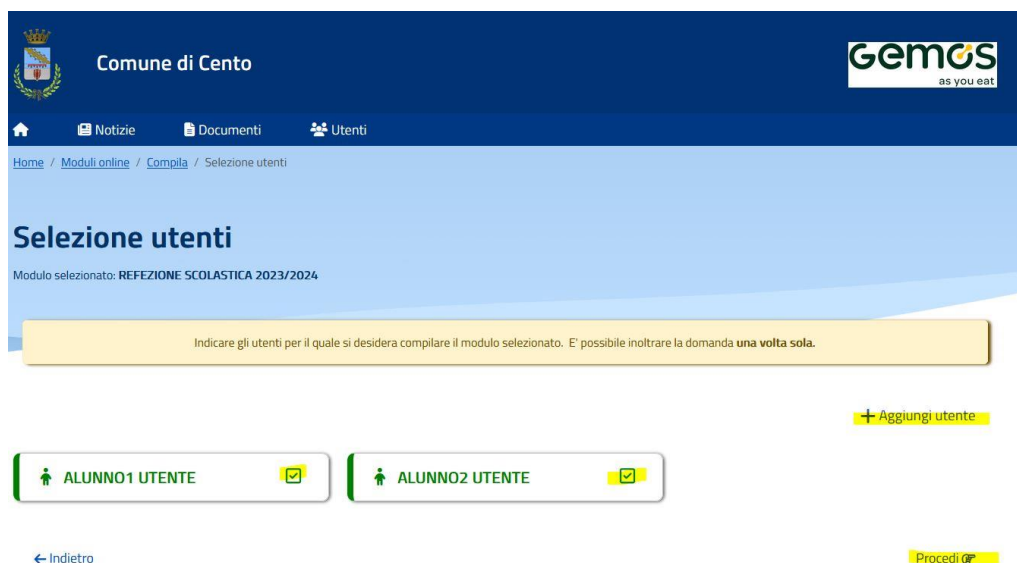 Comune di Cento
GEMOS
as you eat
Notizie Documenti Utenti
Home / Moduli online / Compila / Selezione utenti
Selezione utenti
Modulo selezionato: REFEZIONE SCOLASTICA 2023/2024
Indicare gli utenti per il quale si desidera compilare il modulo selezionato. E' possibile inoltrare la domanda una volta sola.
+ Aggiungi utente
ALUNNO1 UTENTE ALUNNO2 UTENTE
← Indietro Procedi